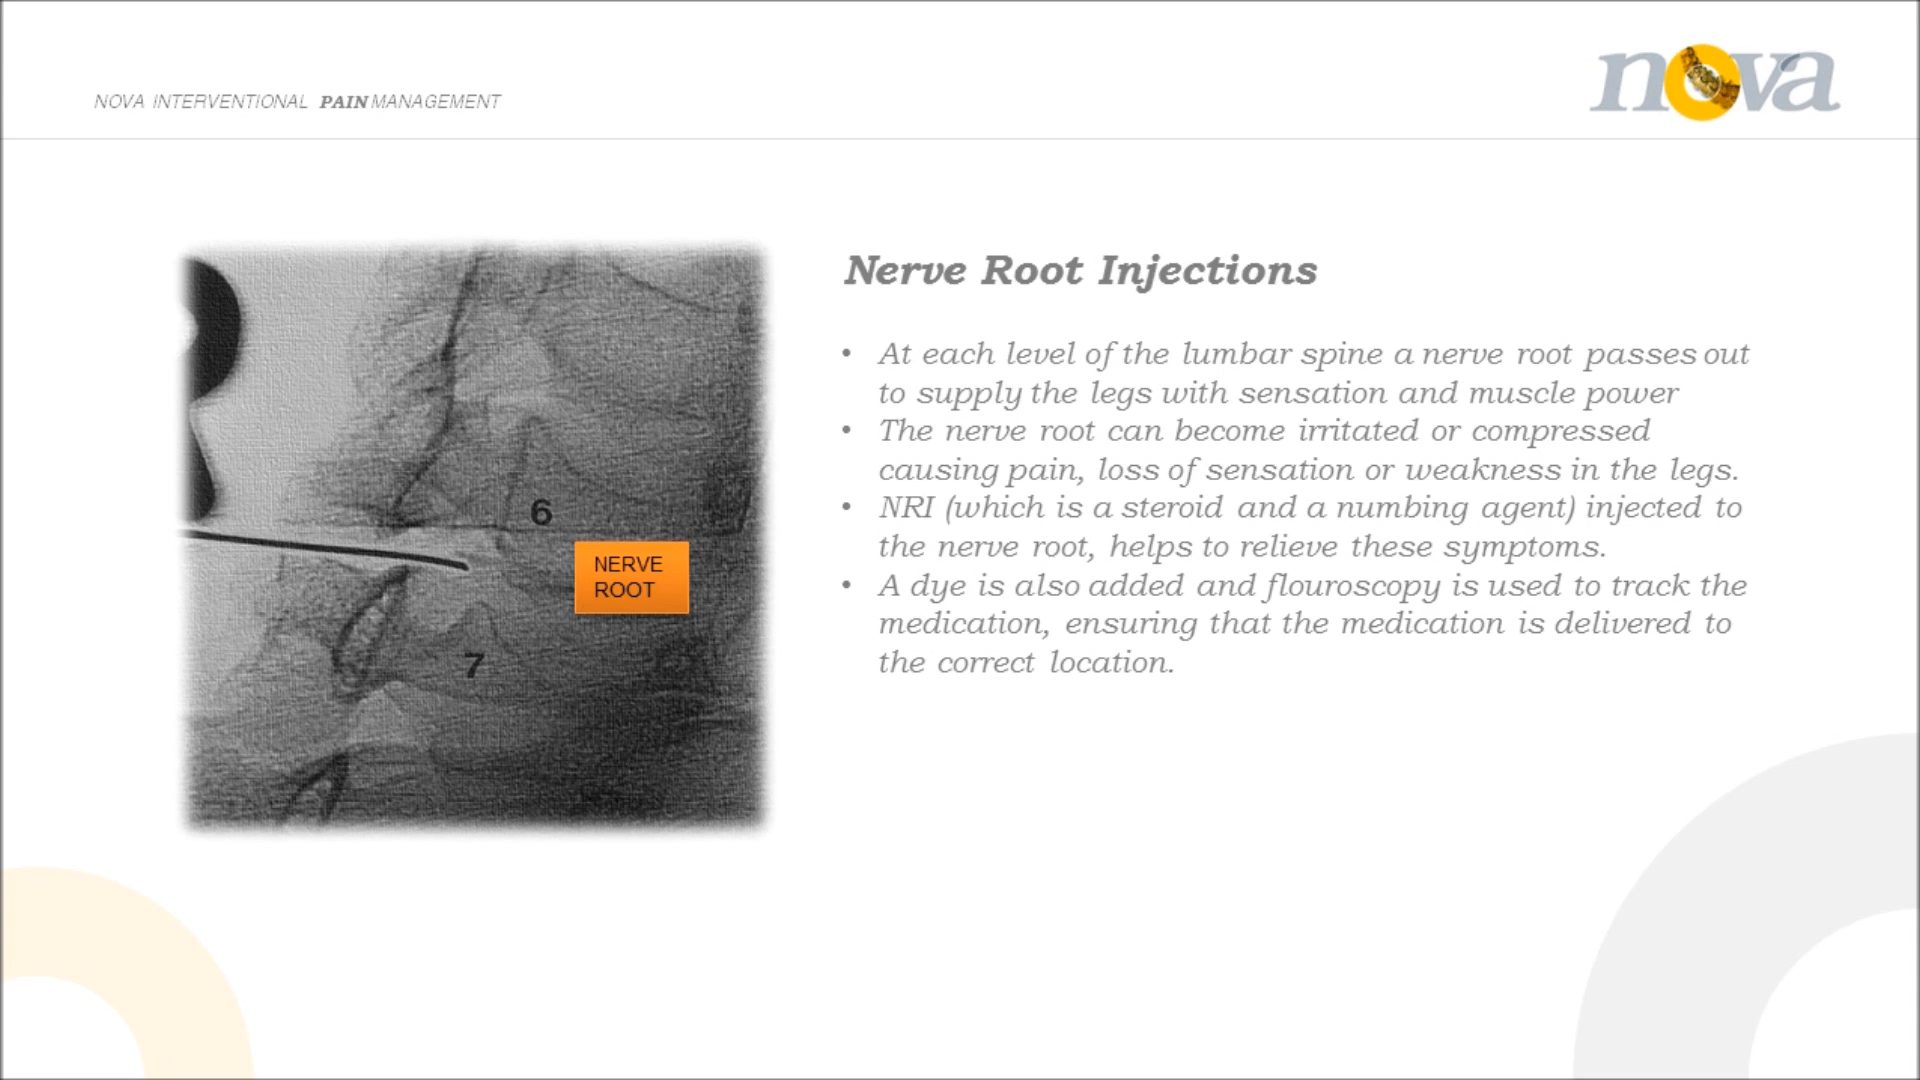 NOVA INTERVENTIONAL PAIN MANAGEMENT
nova
Nerve Root Injections
• At each level of the lumbar spine a nerve root passes out
to supply the legs with sensation and muscle power
• The nerve root can become irritated or compressed
causing pain, loss of sensation or weakness in the legs.
• NRI (which is a steroid and a numbing agent) injected to
the nerve root, helps to relieve these symptoms.
• A dye is also added and flouroscopy is used to track the
medication, ensuring that the medication is delivered to
the correct location.
6
NERVE
ROOT
7